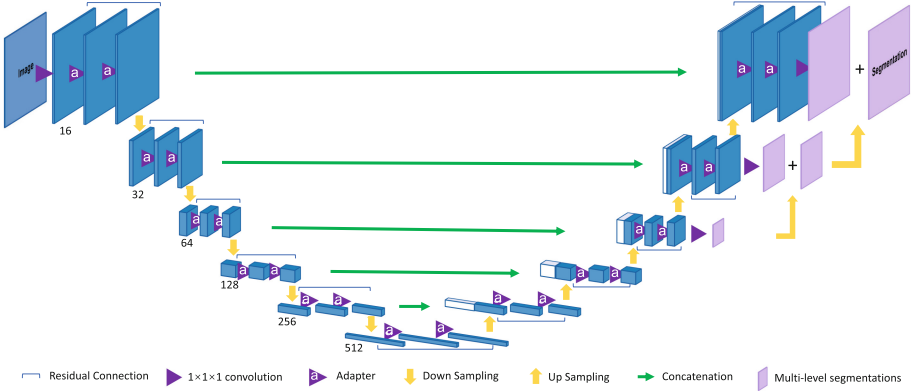 Image
a a
16
a a
32
a a
64
a a
128
a a
256
a a
512
a a
+
Segmentation
a a
+
a a
a a
a a
Residual Connection
1×1×1 convolution
a
Adapter
Down Sampling
Up Sampling
Concatenation
Multi-level segmentations